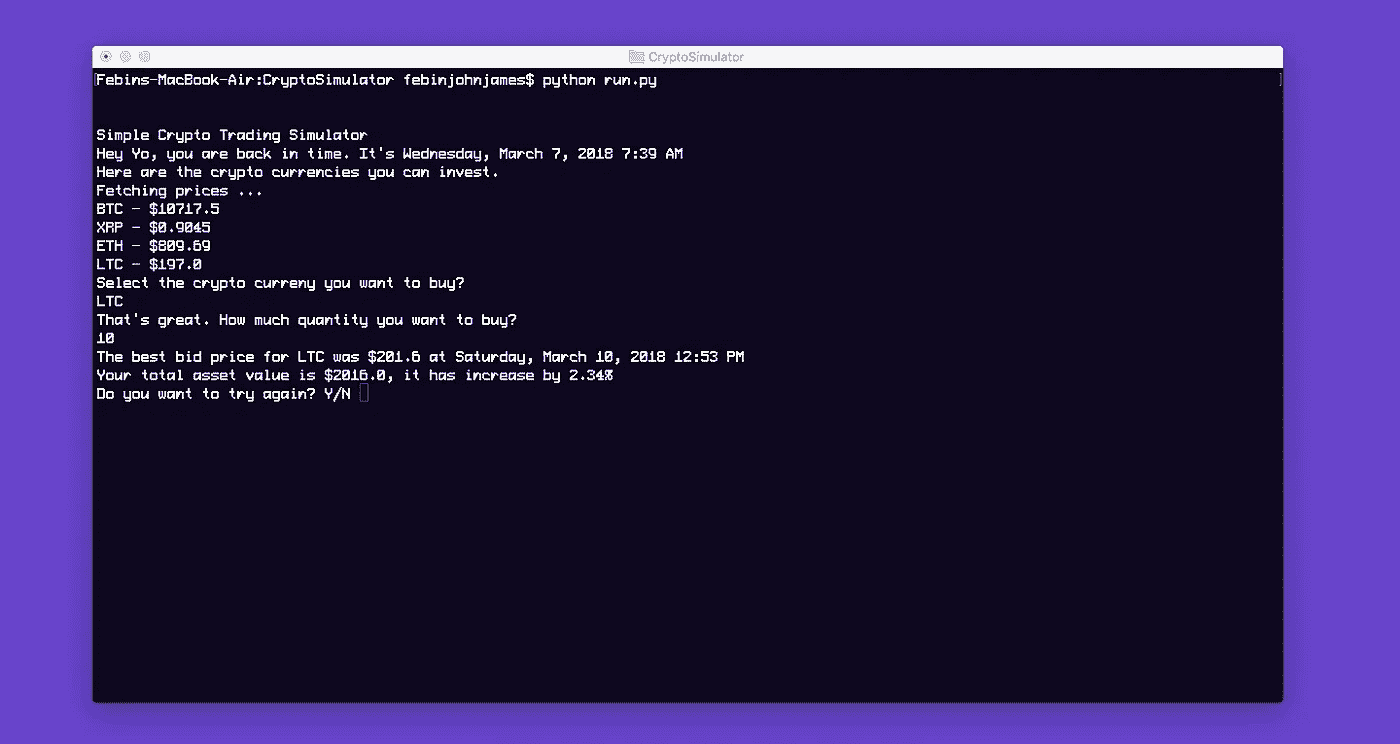 CryptoSimulator
Febins-MacBook-Air:CryptoSimulator febinjohnjames$ python run.py
Simple Crypto Trading Simulator
Hey Yo, you are back in time. It's Wednesday, March 7, 2018 7:39 AM
Here are the crypto currencies you can invest.
Fetching prices ...
BTC - $10717.5
XRP - $0.9045
ETH - $809.69
LTC - $197.0
Select the crypto curreny you want to buy?
LTC
That's great. How much quantity you want to buy?
10
The best bid price for LTC was $201.6 at Saturday, March 10, 2018 12:53 PM
Your total asset value is $2016.0, it has increase by 2.34%
Do you want to try again? Y/N